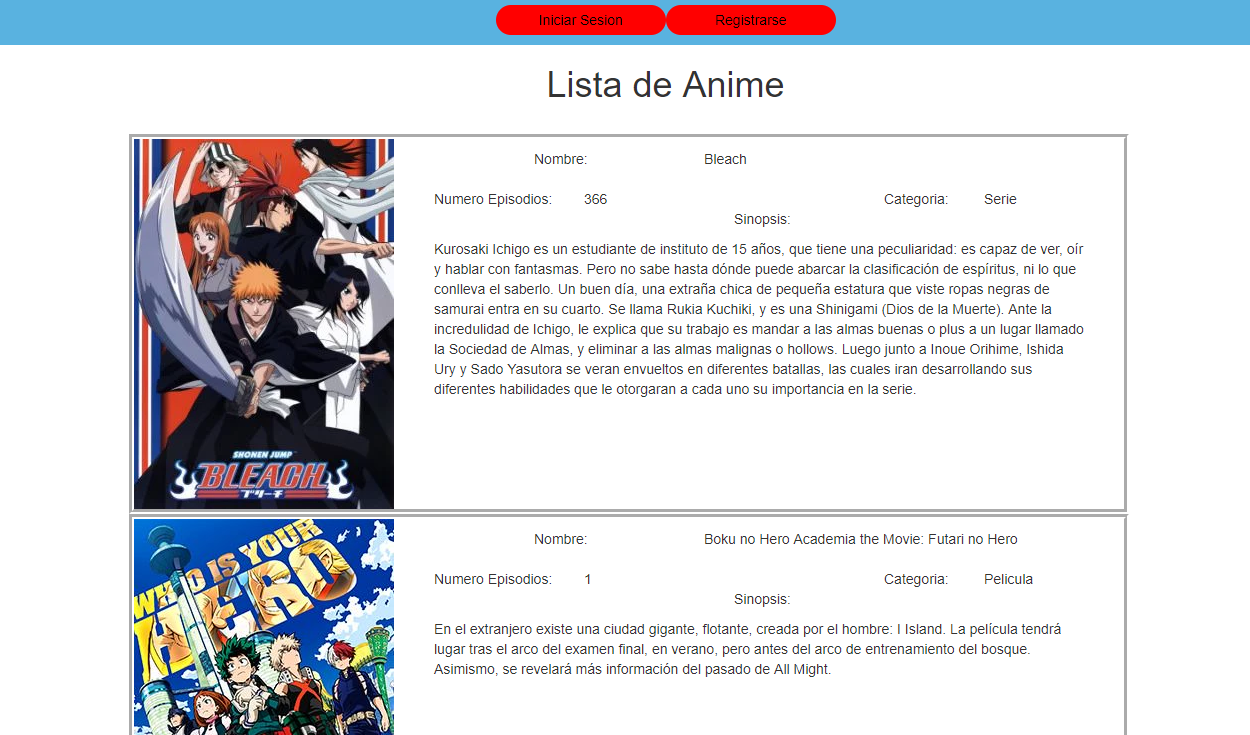 Iniciar Sesion Registrarse
Lista de Anime
Nombre: Bleach
Numero Episodios: 366 Categoria: Serie
Sinopsis:
Kurosaki Ichigo es un estudiante de instituto de 15 años, que tiene una peculiaridad: es capaz de ver, oír
y hablar con fantasmas. Pero no sabe hasta dónde puede abarcar la clasificación de espíritus, ni lo que
conlleva el saberlo. Un buen día, una extraña chica de pequeña estatura que viste ropas negras de
samurai entra en su cuarto. Se llama Rukia Kuchiki, y es una Shinigami (Dios de la Muerte). Ante la
incredulidad de Ichigo, le explica que su trabajo es mandar a las almas buenas o plus a un lugar llamado
la Sociedad de Almas, y eliminar a las almas malignas o hollows. Luego junto a Inoue Orihime, Ishida
Ury y Sado Yasutora se veran envueltos en diferentes batallas, las cuales iran desarrollando sus
diferentes habilidades que le otorgaran a cada uno su importancia en la serie.
SHONEN JUMP
BLEACH
ブリーチ
Nombre: Boku no Hero Academia the Movie: Futari no Hero
Numero Episodios: 1 Categoria: Pelicula
Sinopsis:
En el extranjero existe una ciudad gigante, flotante, creada por el hombre: I Island. La película tendrá
lugar tras el arco del examen final, en verano, pero antes del arco de entrenamiento del bosque.
Asimismo, se revelará más información del pasado de All Might.
WHO IS YOUR
HERO